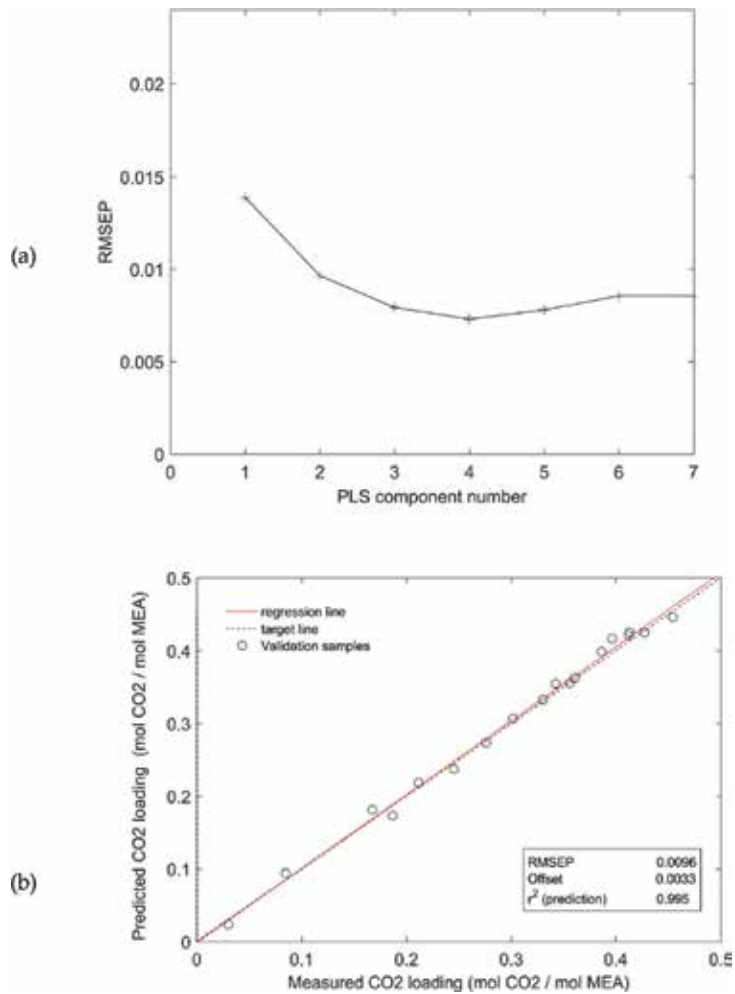 (a)
RMSEP
0.02
0.015
0.01
0.005
0
0 1 2 3 4 5 6 7
PLS component number
(b)
Predicted CO2 loading (mol CO2 / mol MEA)
0.5
0.4
0.3
0.2
0.1
0
regression line
target line
Validation samples
RMSEP 0.0096
Offset 0.0033
r² (prediction) 0.995
0 0.1 0.2 0.3 0.4 0.5
Measured CO2 loading (mol CO2 / mol MEA)